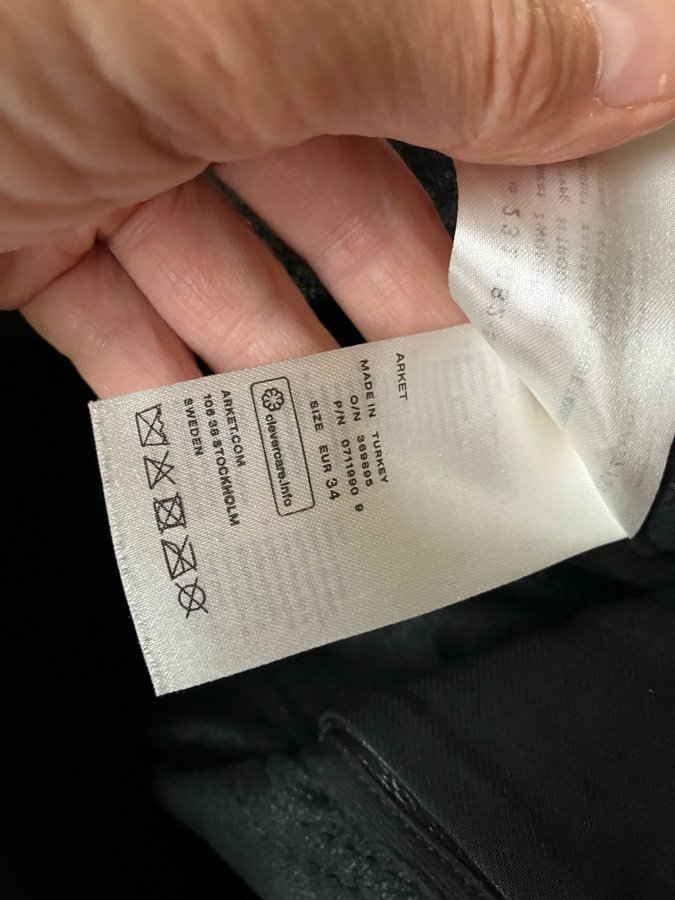 ARKET
MADE IN TURKEY
O/N 369895
P/N 0711990 9
SIZE EUR 34
clevercare.info
ARKET.COM
106 38 STOCKHOLM
SWEDEN